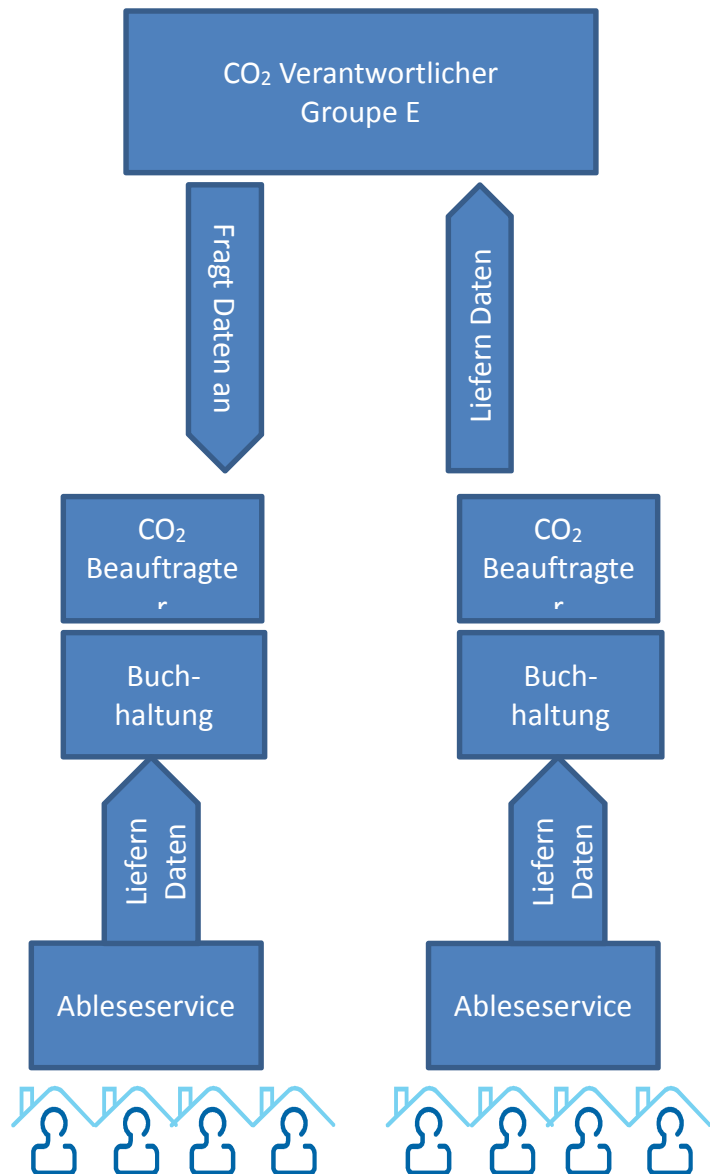 CO₂ Verantwortlicher
Groupe E
Fragt Daten an
Liefern Daten
CO₂
Beauftragte
r
CO₂
Beauftragte
r
Buch-
haltung
Buch-
haltung
Liefern
Daten
Liefern
Daten
Ableseservice
Ableseservice